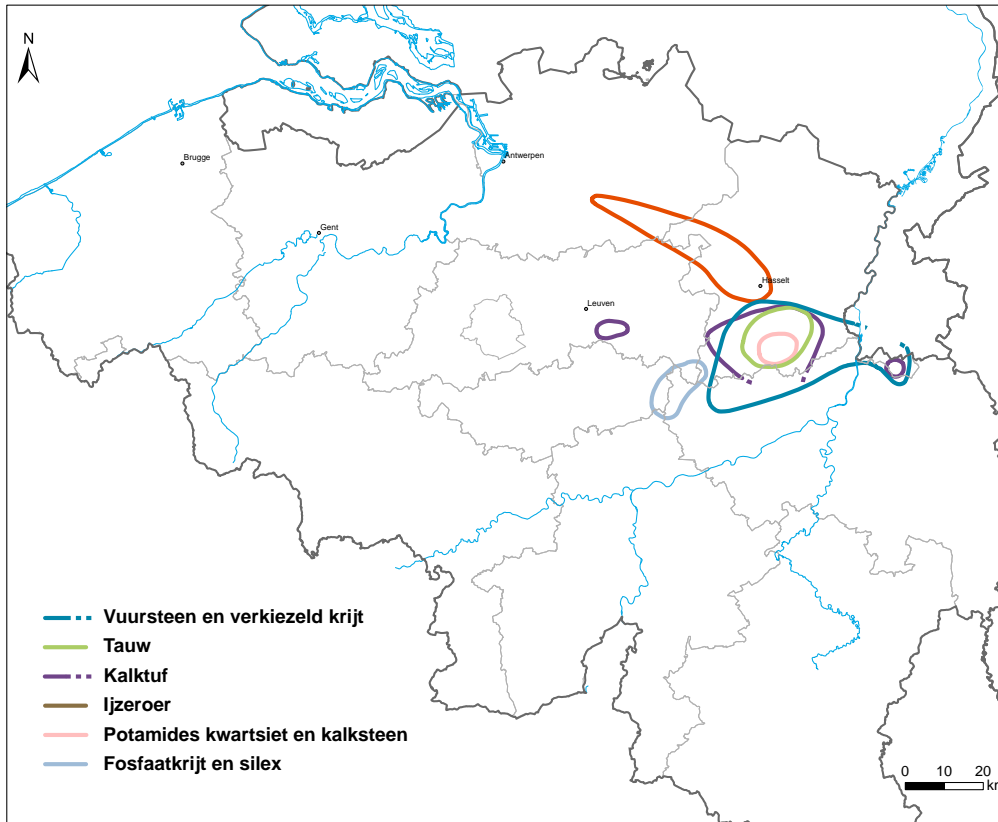 N
Brugge
Antwerpen
Gent
Hasselt
Leuven
Vuursteen en verkiezeld krijt
Tauw
Kalktuf
Ijzeroer
Potamides kwartsiet en kalksteen
Fosfaatkrijt en silex
0 10 20
km